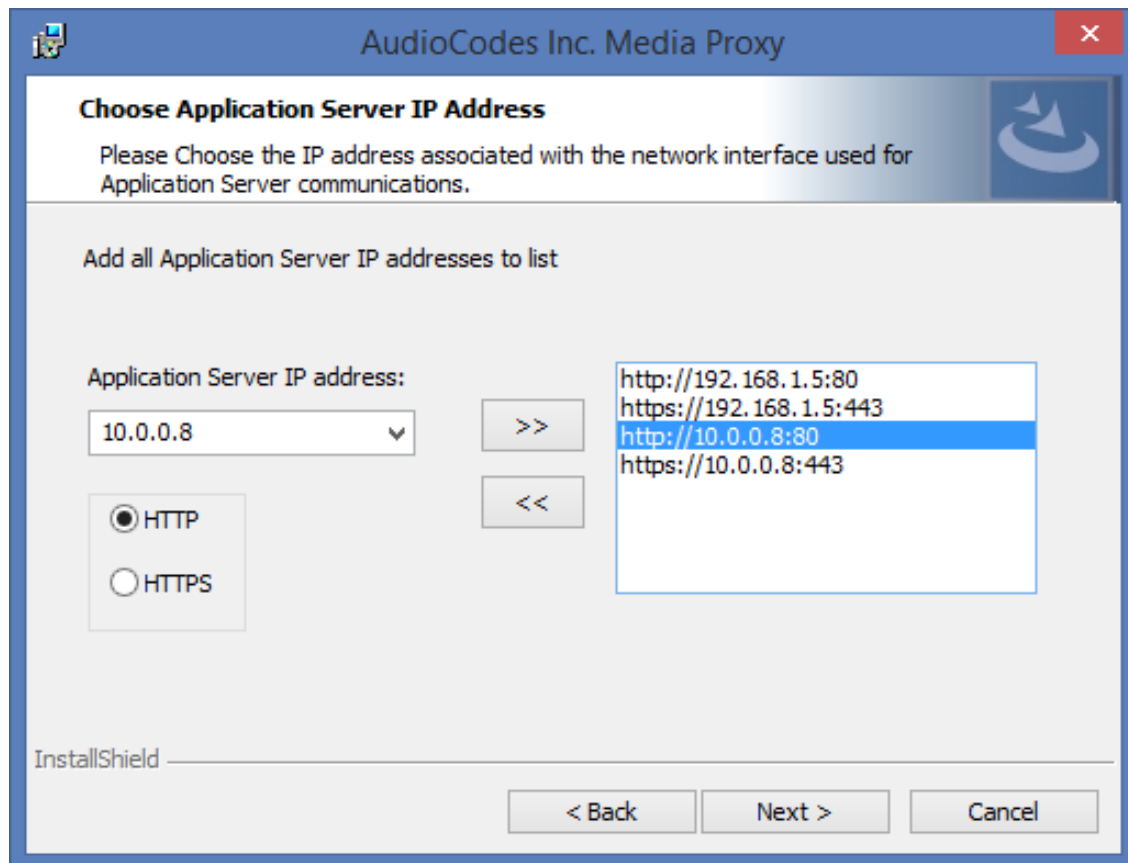 AudioCodes Inc. Media Proxy
Choose Application Server IP Address
Please Choose the IP address associated with the network interface used for
Application Server communications.
Add all Application Server IP addresses to list
Application Server IP address:
10.0.0.8
HTTP
HTTPS
>>
<<
http://192.168.1.5:80
https://192.168.1.5:443
http://10.0.0.8:80
https://10.0.0.8:443
InstallShield
< Back
Next >
Cancel